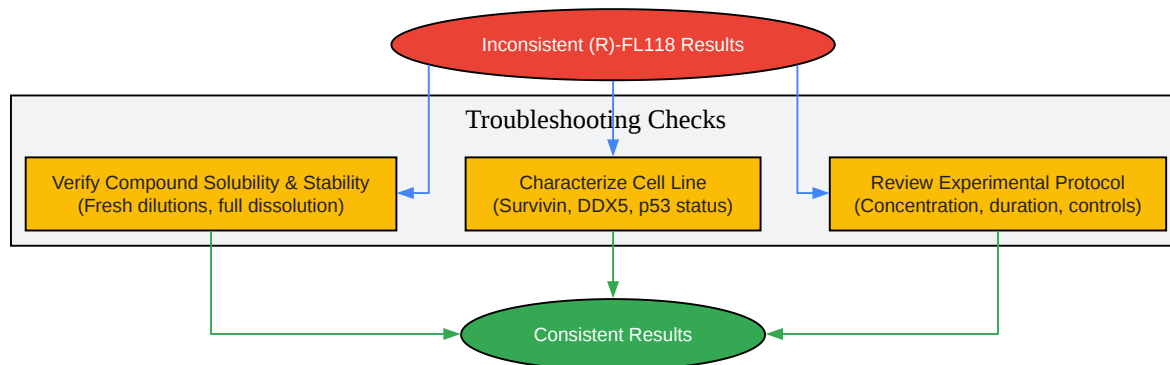 Inconsistent (R)-FL118 Results
Troubleshooting Checks
Verify Compound Solubility & Stability
(Fresh dilutions, full dissolution)
Characterize Cell Line
(Survivin, DDX5, p53 status)
Review Experimental Protocol
(Concentration, duration, controls)
Consistent Results